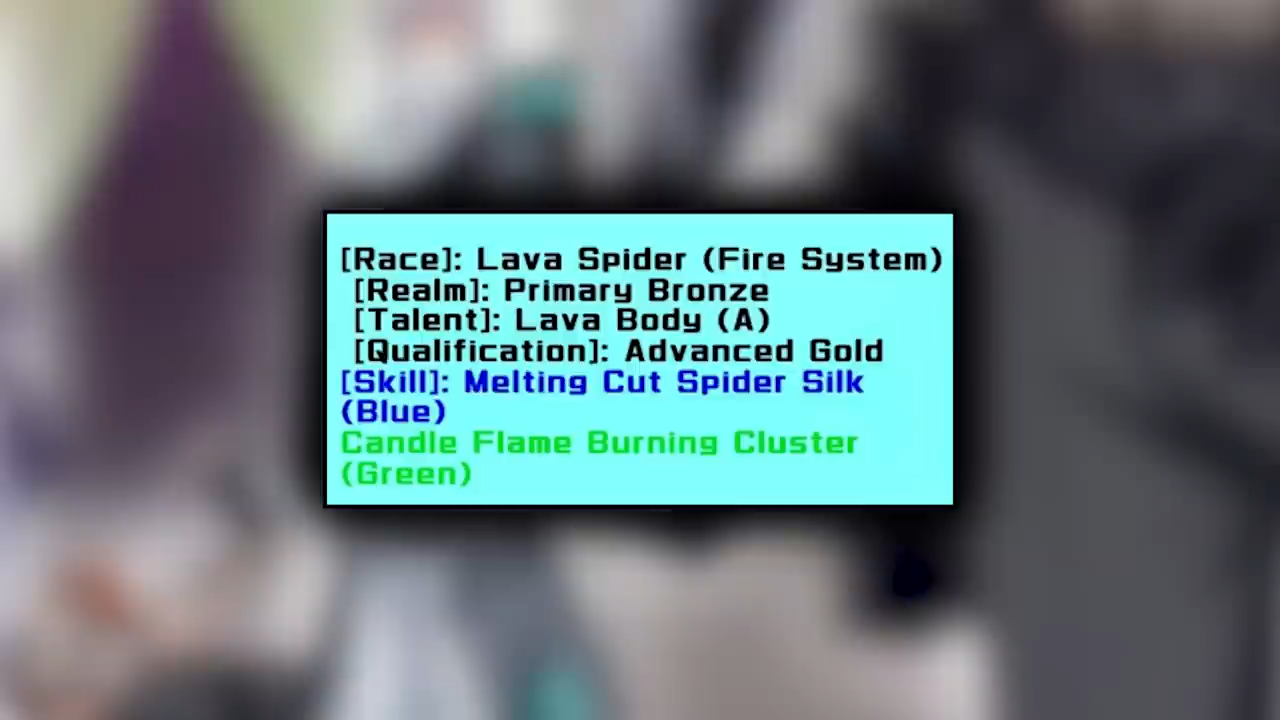 [Race]: Lava Spider (Fire System)
[Realm]: Primary Bronze
[Talent]: Lava Body (A)
[Qualification]: Advanced Gold
[Skill]: Melting Cut Spider Silk
(Blue)
Candle Flame Burning Cluster
(Green)